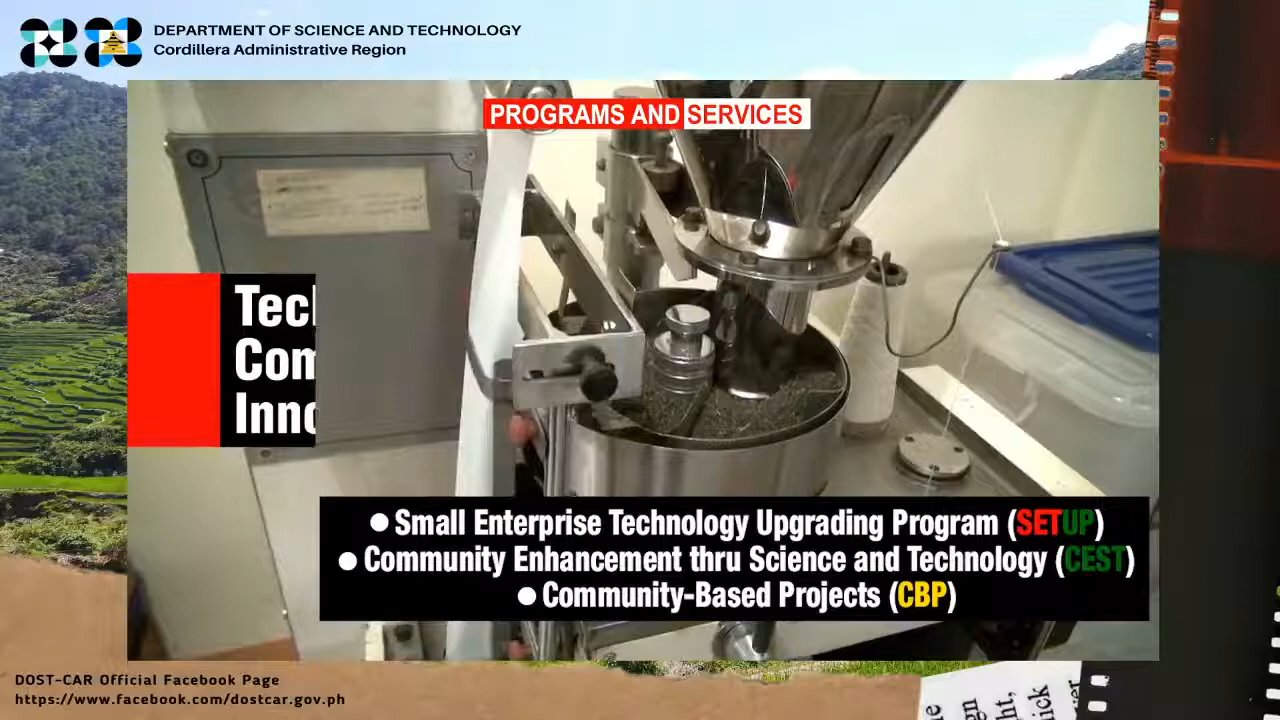 DEPARTMENT OF SCIENCE AND TECHNOLOGY
Cordillera Administrative Region
PROGRAMS AND SERVICES
Tech
Com
Inno
● Small Enterprise Technology Upgrading Program (SETUP)
● Community Enhancement thru Science and Technology (CEST)
● Community-Based Projects (CBP)
DOST-CAR Official Facebook Page
https://www.facebook.com/dostcar.gov.ph
ht,